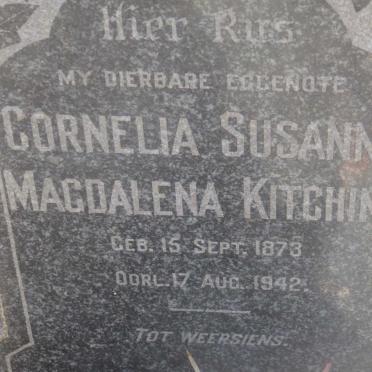 Hier Rus
MY DIERBARE EGGENOTE
CORNELIA SUSANN
MAGDALENA KITCHIN
GEB. 15 SEPT. 1873
OORL. 17 AUG. 1942.
TOT WEERSIENS.